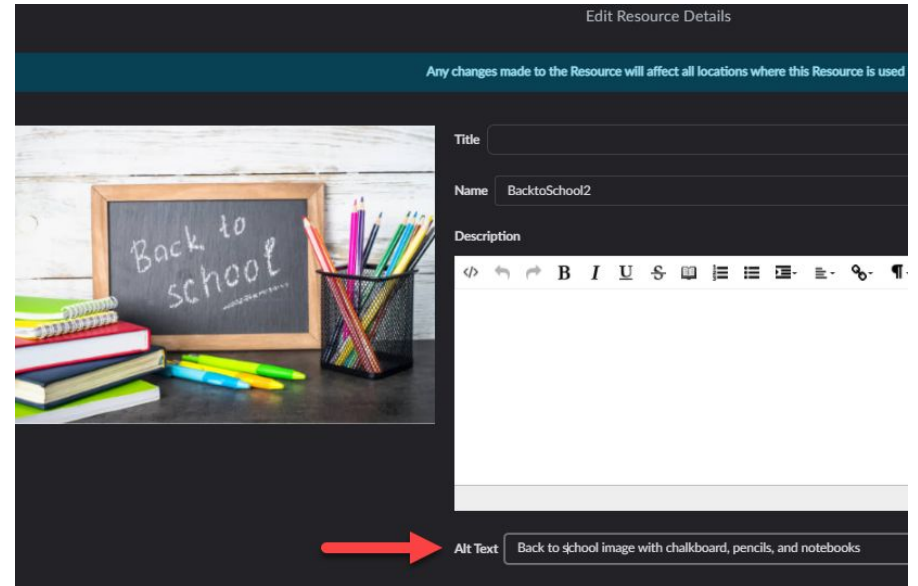 Edit Resource Details
Any changes made to the Resource will affect all locations where this Resource is used
Back to
school
Title
Name BacktoSchool2
Description
B I U S
Alt Text Back to school image with chalkboard, pencils, and notebooks